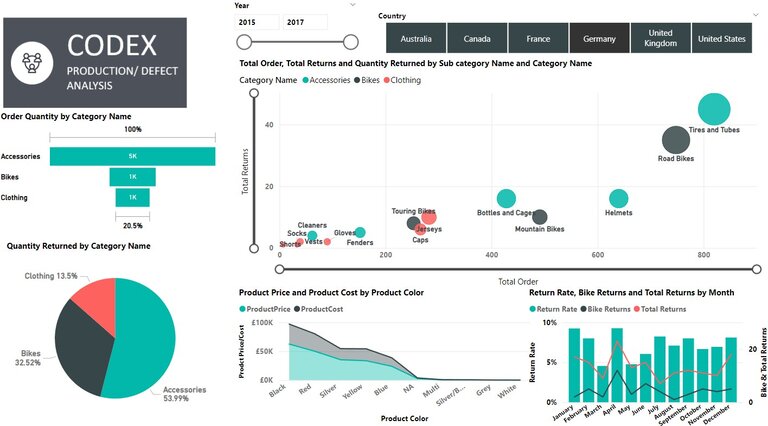 CODEX
PRODUCTION/ DEFECT
ANALYSIS
Year
2015
2017
Country
Australia
Canada
France
Germany
United
Kingdom
United States
Order Quantity by Category Name
100%
Accessories
5K
Bikes
1K
Clothing
1K
20.5%
Quantity Returned by Category Name
Clothing 13.5%
Bikes
32.52%
Accessories
53.99%
Total Order, Total Returns and Quantity Returned by Sub category Name and Category Name
Category Name
Accessories
Bikes
Clothing
Total Returns
40
20
0
Tires and Tubes
Road Bikes
Helmets
Bottles and Cages
Mountain Bikes
Touring Bikes
Jerseys
Caps
Gloves
Fenders
Cleaners
Socks
Vests
Shorts
0
200
400
600
800
Total Order
Product Price and Product Cost by Product Color
ProductPrice
ProductCost
Prodct Price/Cost
£100K
£50K
£0K
Black
Red
Silver
Yellow
Blue
NA
Multi
Silver/B...
Grey
White
Product Color
Return Rate, Bike Returns and Total Returns by Month
Return Rate
Bike Returns
Total Returns
Return Rate
10%
5%
0%
20
0
Bike & Total Returns
January
February
March
April
May
June
July
August
September
October
November
December